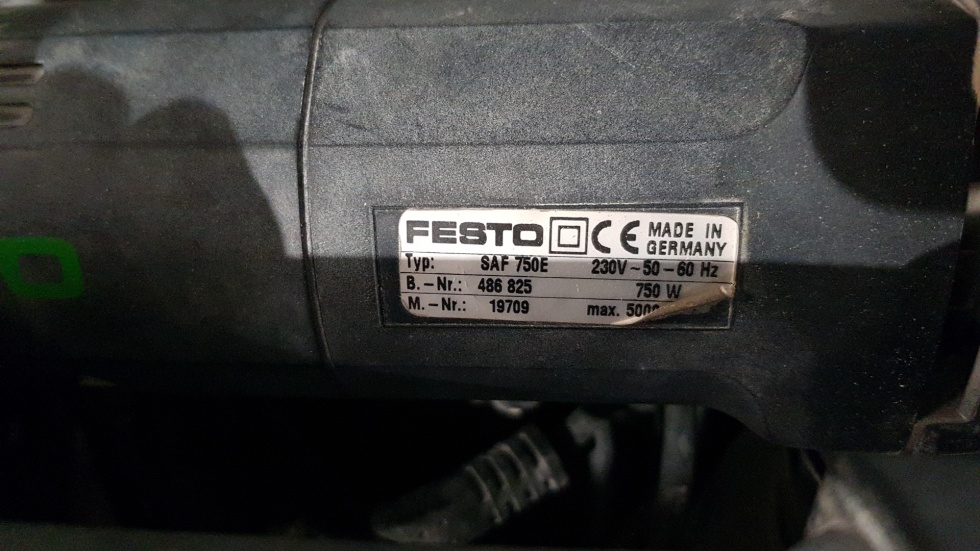 FESTO CE MADE IN
GERMANY
Typ: SAF 750E 230V ~ 50 - 60 Hz
B. - Nr.: 486 825 750 W
M. - Nr.: 19709 max.